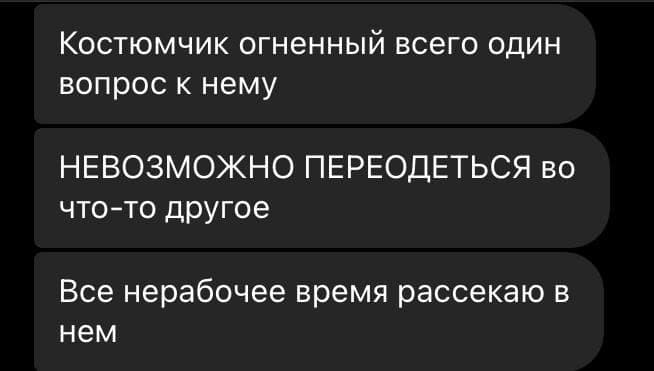 Костюмчик огненный всего один
вопрос к нему
НЕВОЗМОЖНО ПЕРЕОДЕТЬСЯ во
что-то другое
Все нерабочее время рассекаю в
нем